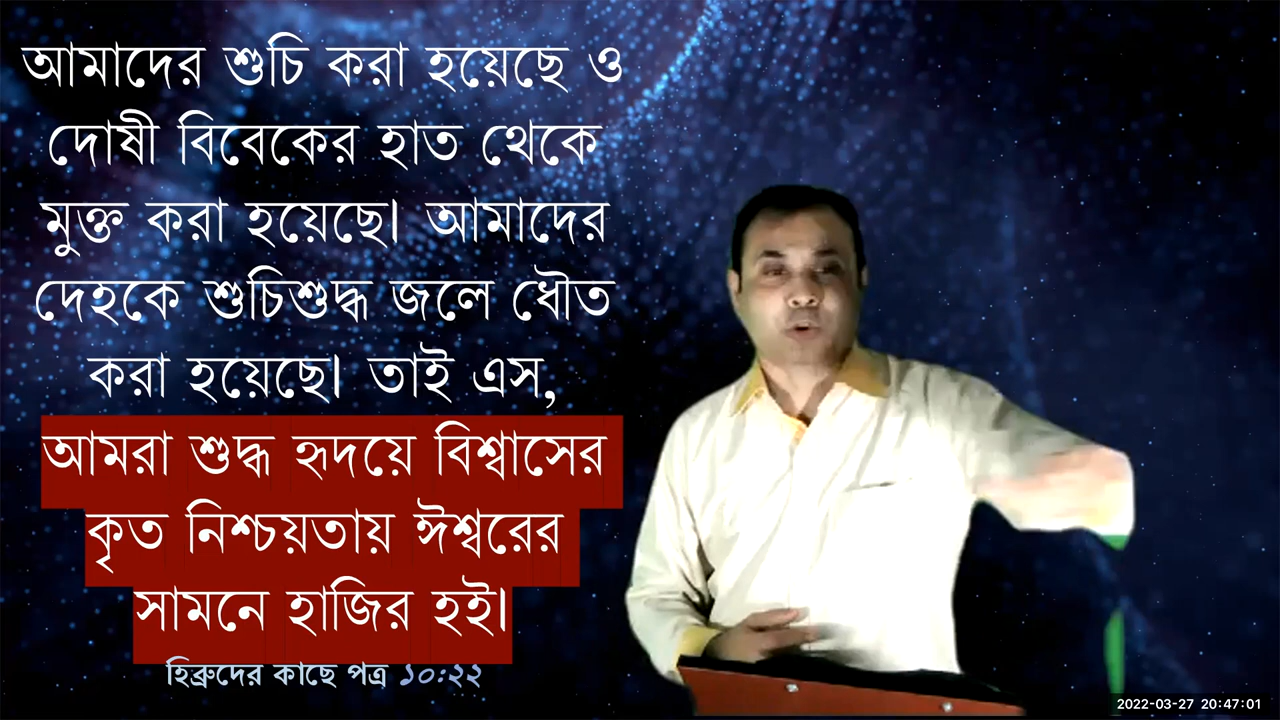 আমাদের শুচি করা হয়েছে ও
দোষী বিবেকের হাত থেকে
মুক্ত করা হয়েছে। আমাদের
দেহকে শুচিশুদ্ধ জলে ধৌত
করা হয়েছে। তাই এস,
আমরা শুদ্ধ হৃদয়ে বিশ্বাসের
কৃত নিশ্চয়তায় ঈশ্বরের
সামনে হাজির হই।
হিব্রুদের কাছে পত্র ১০:২২
2022-03-27 20:47:01